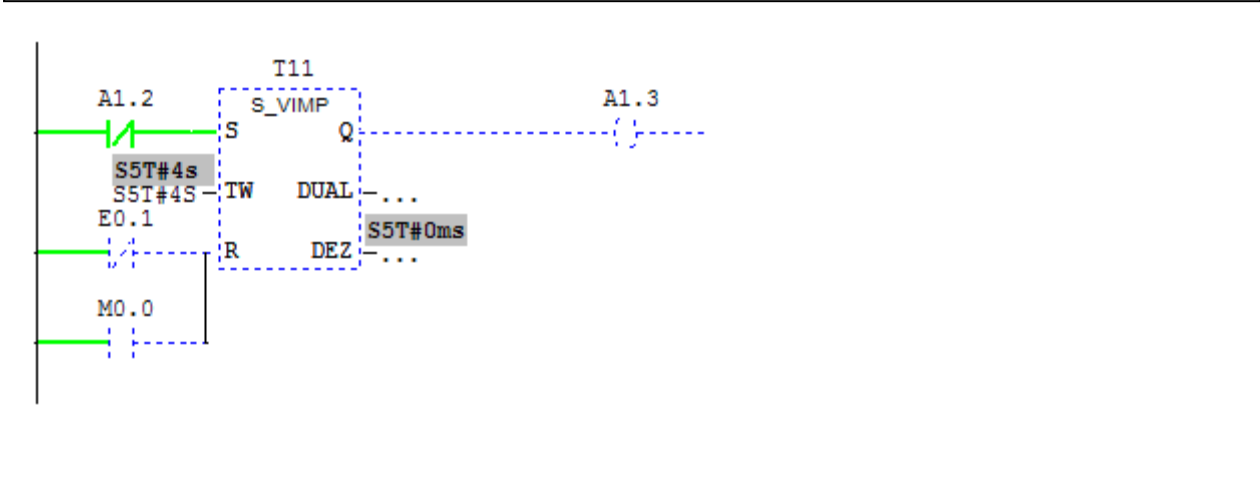 T11
A1.2
S_VIMP
A1.3
S
Q
S5T#4s
S5T#4S
TW
DUAL
...
E0.1
S5T#0ms
R
DEZ
...
M0.0